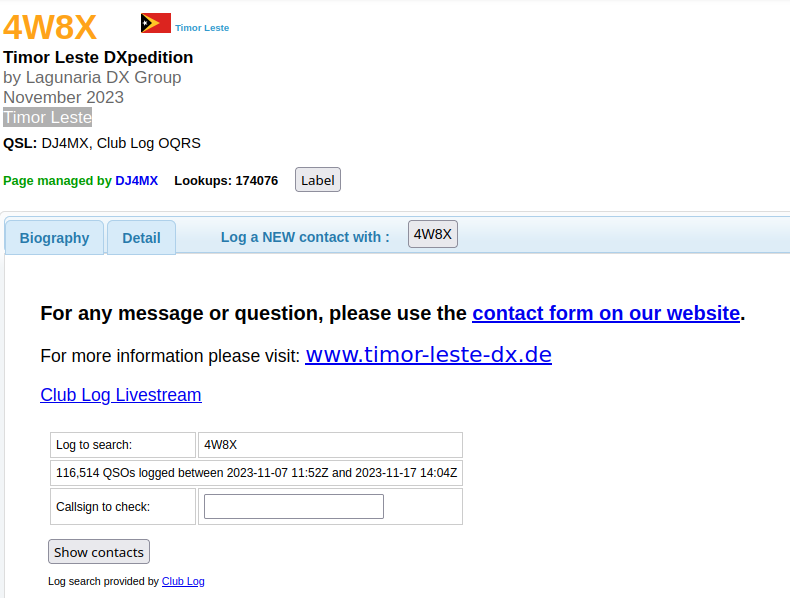 4W8X
Timor Leste
Timor Leste DXpedition
by Lagunaria DX Group
November 2023
Timor Leste
QSL: DJ4MX, Club Log OQRS
Page managed by DJ4MX Lookups: 174076 Label
Biography Detail Log a NEW contact with : 4W8X
For any message or question, please use the contact form on our website.
For more information please visit: www.timor-leste-dx.de
Club Log Livestream
Log to search: 4W8X
116,514 QSOs logged between 2023-11-07 11:52Z and 2023-11-17 14:04Z
Callsign to check:
Show contacts
Log search provided by Club Log